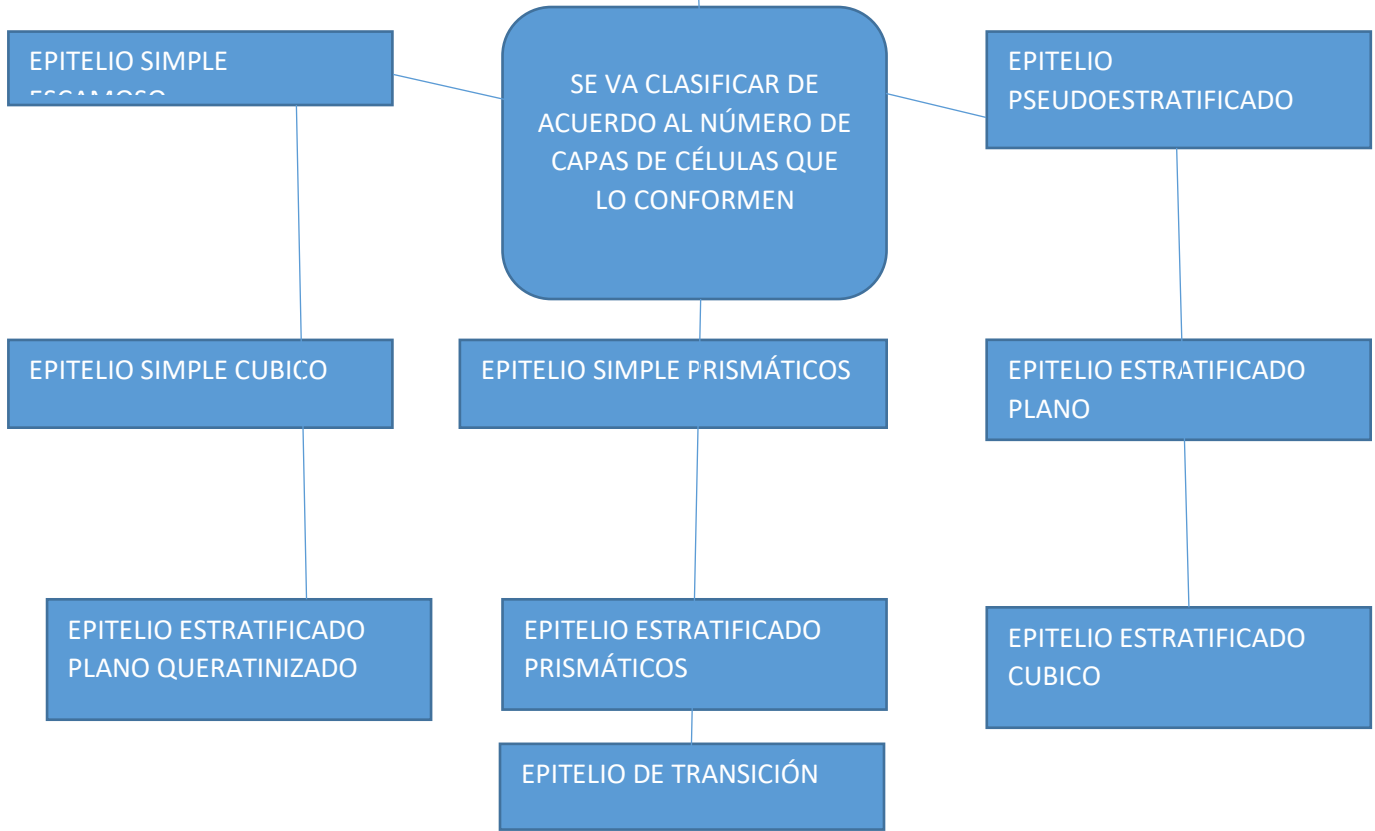 EPITELIO SIMPLE
ESCAMOSO
SE VA CLASIFICAR DE
ACUERDO AL NÚMERO DE
CAPAS DE CÉLULAS QUE
LO CONFORMEN
EPITELIO
PSEUDOESTRATIFICADO
EPITELIO SIMPLE CUBICO
EPITELIO SIMPLE PRISMÁTICOS
EPITELIO ESTRATIFICADO
PLANO
EPITELIO ESTRATIFICADO
PLANO QUERATINIZADO
EPITELIO ESTRATIFICADO
PRISMÁTICOS
EPITELIO ESTRATIFICADO
CUBICO
EPITELIO DE TRANSICIÓN